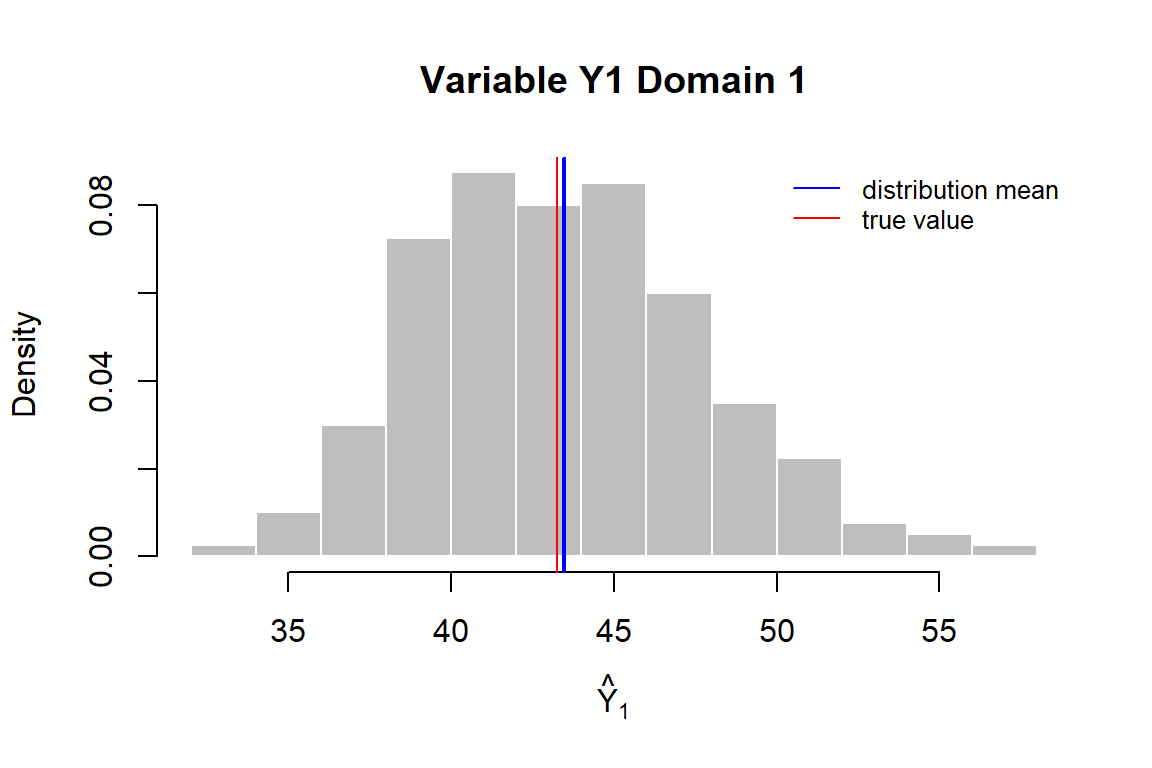 Variable Y1 Domain 1
distribution mean
true value
Density
0.08
0.04
0.00
35 40 45 50 55
Ŷ₁